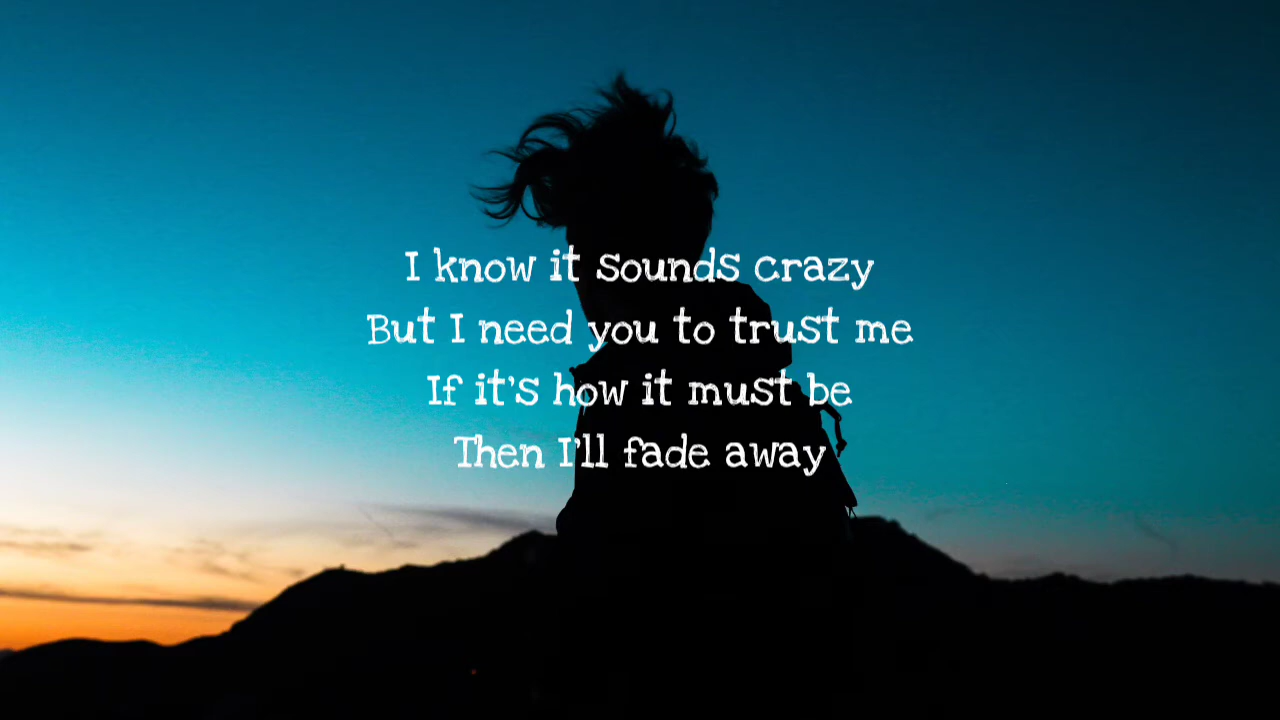 I know it sounds crazy
But I need you to trust me
If it's how it must be
Then I'll fade away